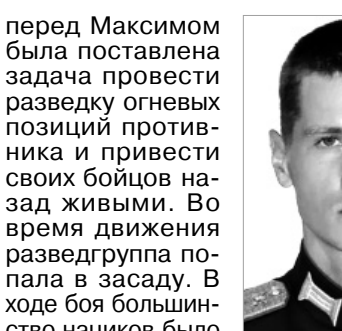 перед Максимом
была поставлена
задача провести
разведку огневых
позиций против-
ника и привести
своих бойцов на-
зад живыми. Во
время движения
разведгруппа по-
пала в засаду. В
ходе боя большин-
ство нациков было